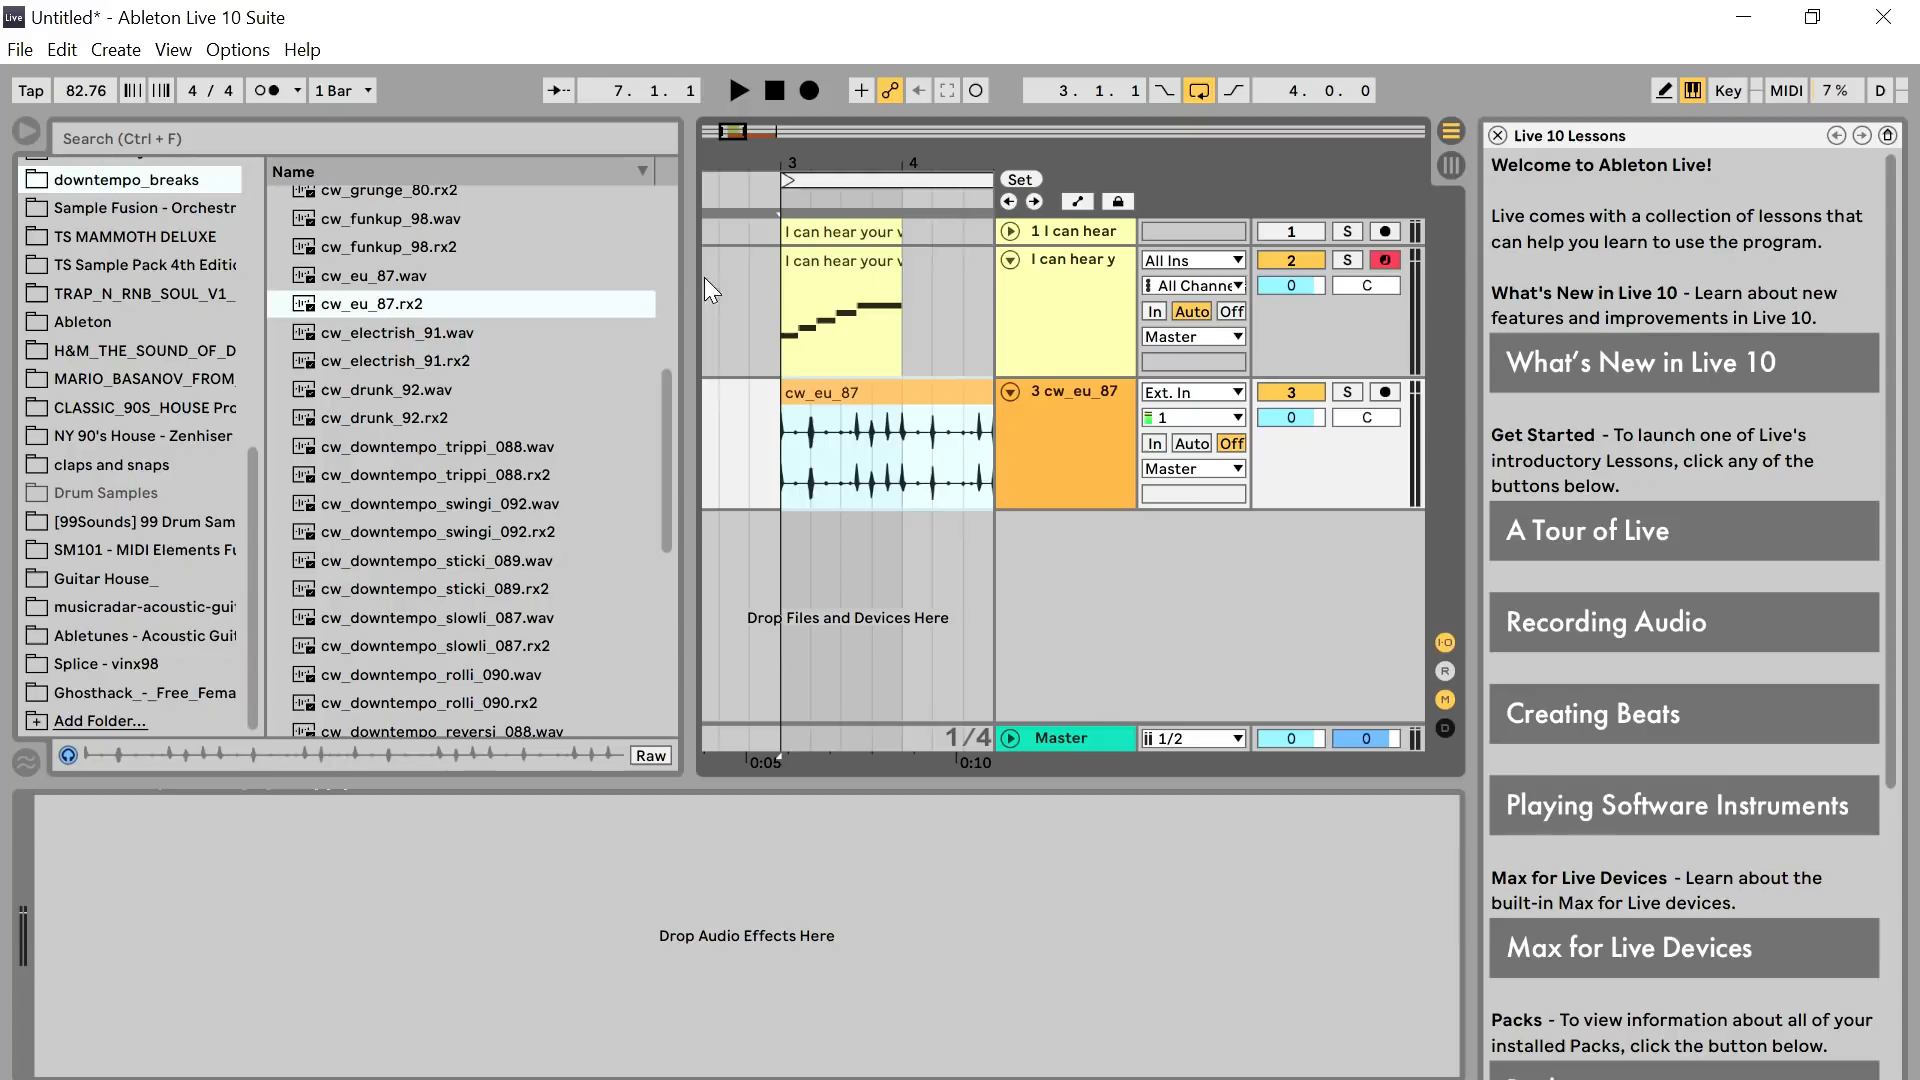 Live Untitled* - Ableton Live 10 Suite
File Edit Create View Options Help
Tap 82.76 4 / 4 1 Bar 7. 1. 1 3. 1. 1 4. 0. 0 Key MIDI 7 % D
Search (Ctrl + F)
downtempo_breaks
Sample Fusion - Orchestr
TS MAMMOTH DELUXE
TS Sample Pack 4th Editic
TRAP_N_RNB_SOUL_V1_
Ableton
H&M_THE_SOUND_OF_D
MARIO_BASANOV_FROM_
CLASSIC_90S_HOUSE Prc
NY 90's House - Zenhiser
claps and snaps
Drum Samples
[99Sounds] 99 Drum Sam
SM101 - MIDI Elements Fu
Guitar House_
musicradar-acoustic-guit
Abletunes - Acoustic Guit
Splice - vinx98
Ghosthack_-_Free_Fema
Add Folder...
Name
cw_grunge_80.rx2
cw_funkup_98.wav
cw_funkup_98.rx2
cw_eu_87.wav
cw_eu_87.rx2
cw_electrish_91.wav
cw_electrish_91.rx2
cw_drunk_92.wav
cw_drunk_92.rx2
cw_downtempo_trippi_088.wav
cw_downtempo_trippi_088.rx2
cw_downtempo_swingi_092.wav
cw_downtempo_swingi_092.rx2
cw_downtempo_sticki_089.wav
cw_downtempo_sticki_089.rx2
cw_downtempo_slowli_087.wav
cw_downtempo_slowli_087.rx2
cw_downtempo_rolli_090.wav
cw_downtempo_rolli_090.rx2
cw_downtempo_reversi_088.wav
Raw
3 4
Set
I can hear your v 1 I can hear 1 S
I can hear your v I can hear y All Ins 2 S
All Channe 0 C
In Auto Off
Master
cw_eu_87 3 cw_eu_87 Ext. In 3 S
1 0 C
In Auto Off
Master
Drop Files and Devices Here
I·O
R
M
D
1/4 Master 1/2 0 0
0:05 0:10
Drop Audio Effects Here
Live 10 Lessons
Welcome to Ableton Live!
Live comes with a collection of lessons that
can help you learn to use the program.
What's New in Live 10 - Learn about new
features and improvements in Live 10.
What's New in Live 10
Get Started - To launch one of Live's
introductory Lessons, click any of the
buttons below.
A Tour of Live
Recording Audio
Creating Beats
Playing Software Instruments
Max for Live Devices - Learn about the
built-in Max for Live devices.
Max for Live Devices
Packs - To view information about all of your
installed Packs, click the button below.